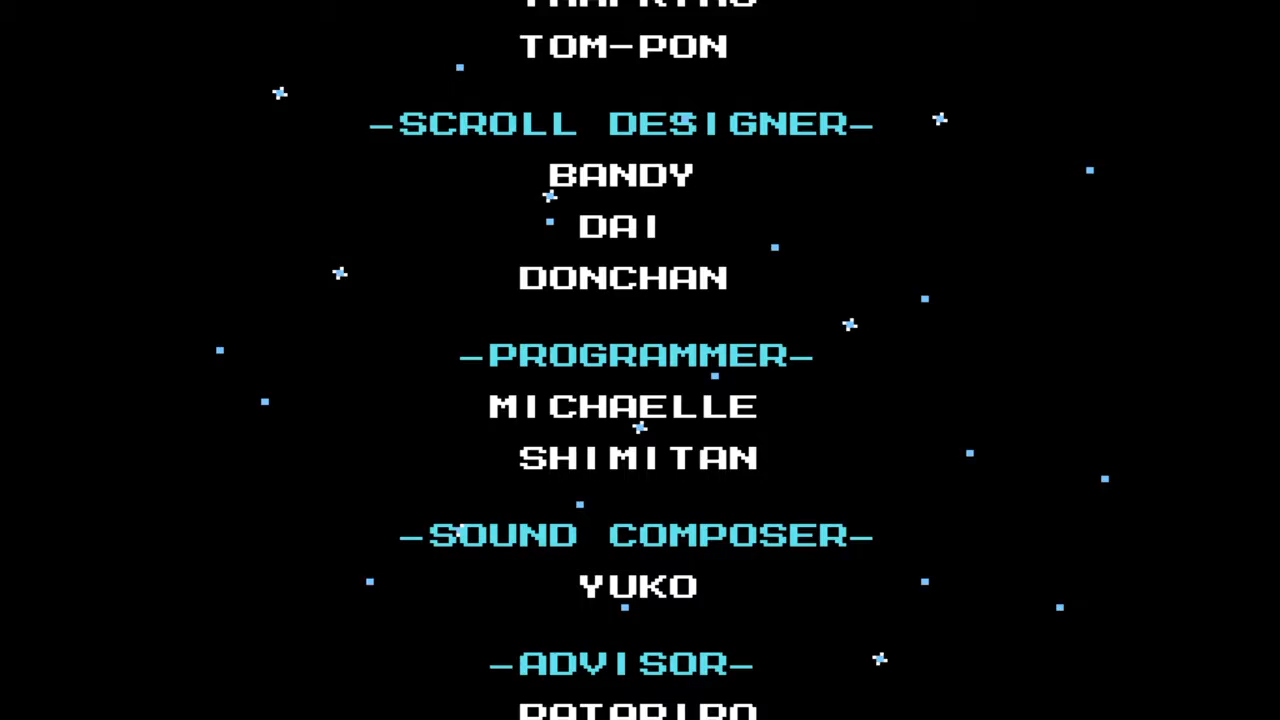 TOM-PON
-SCROLL DESIGNER-
BANDY
DAI
DONCHAN
-PROGRAMMER-
MICHAELLE
SHIMITAN
-SOUND COMPOSER-
YUKO
-ADVISOR-